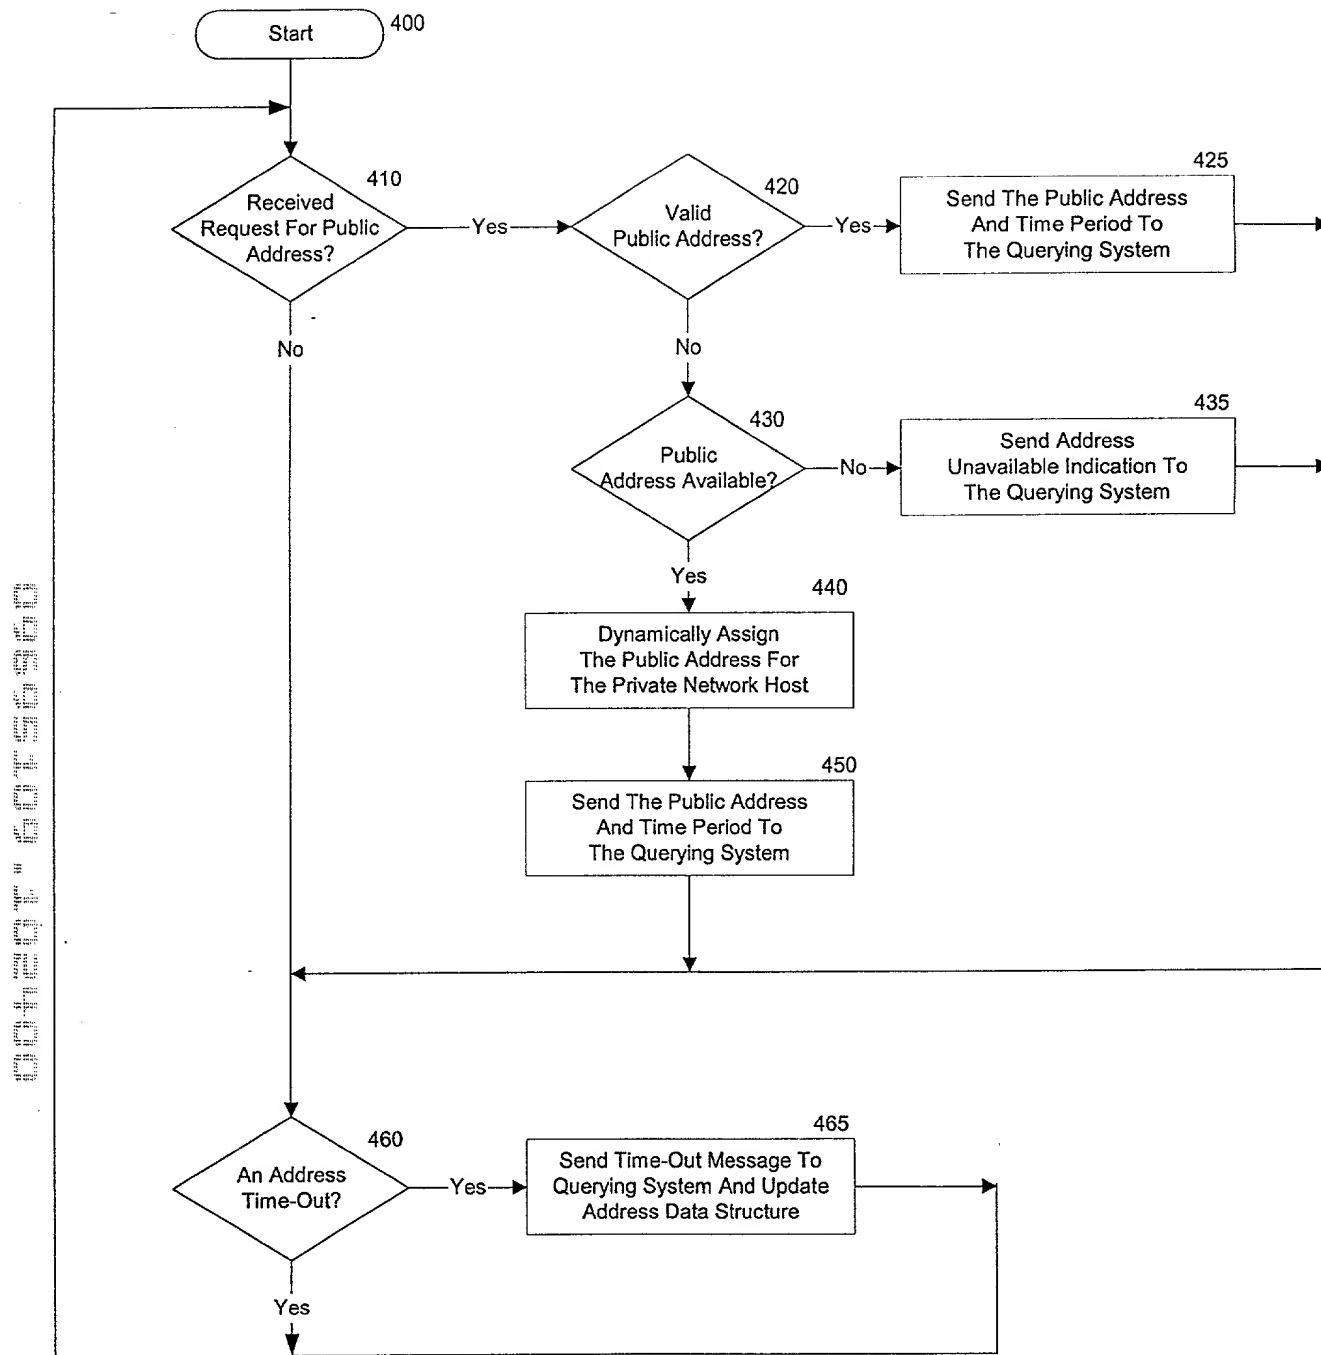 Start
400
410
Received
Request For Public
Address?
Yes
420
Valid
Public Address?
Yes
425
Send The Public Address
And Time Period To
The Querying System
No
No
430
Public
Address Available?
No
435
Send Address
Unavailable Indication To
The Querying System
Yes
440
Dynamically Assign
The Public Address For
The Private Network Host
450
Send The Public Address
And Time Period To
The Querying System
460
An Address
Time-Out?
Yes
465
Send Time-Out Message To
Querying System And Update
Address Data Structure
Yes